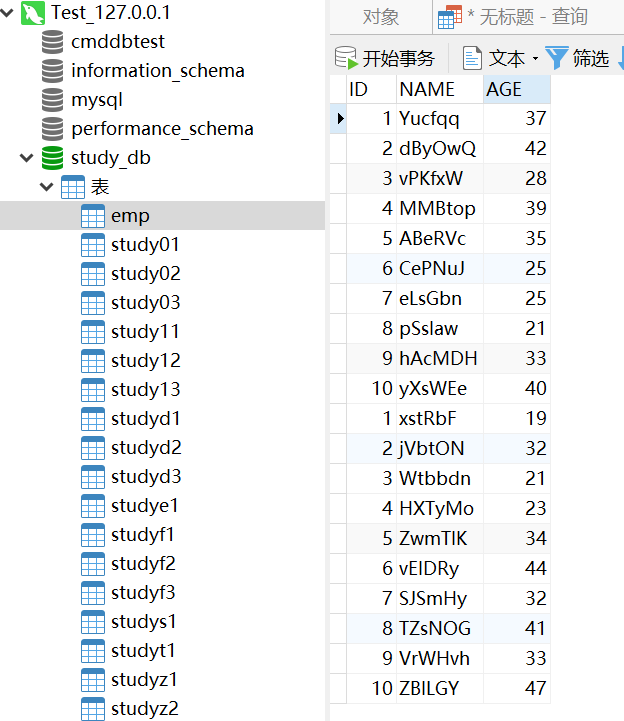 Test_127.0.0.1
cmddbtest
information_schema
mysql
performance_schema
study_db
表
emp
study01
study02
study03
study11
study12
study13
studyd1
studyd2
studyd3
studye1
studyf1
studyf2
studyf3
studys1
studyt1
studyz1
studyz2
对象 * 无标题 - 查询
开始事务 文本 筛选
ID NAME AGE
1 Yucfqq 37
2 dByOwQ 42
3 vPKfxW 28
4 MMBtop 39
5 ABeRVc 35
6 CePNuJ 25
7 eLsGbn 25
8 pSslaw 21
9 hAcMDH 33
10 yXsWEe 40
1 xstRbF 19
2 jVbtON 32
3 Wtbbdn 21
4 HXTyMo 23
5 ZwmTlK 34
6 vElDRy 44
7 SJSmHy 32
8 TZsNOG 41
9 VrWHvh 33
10 ZBlLGY 47